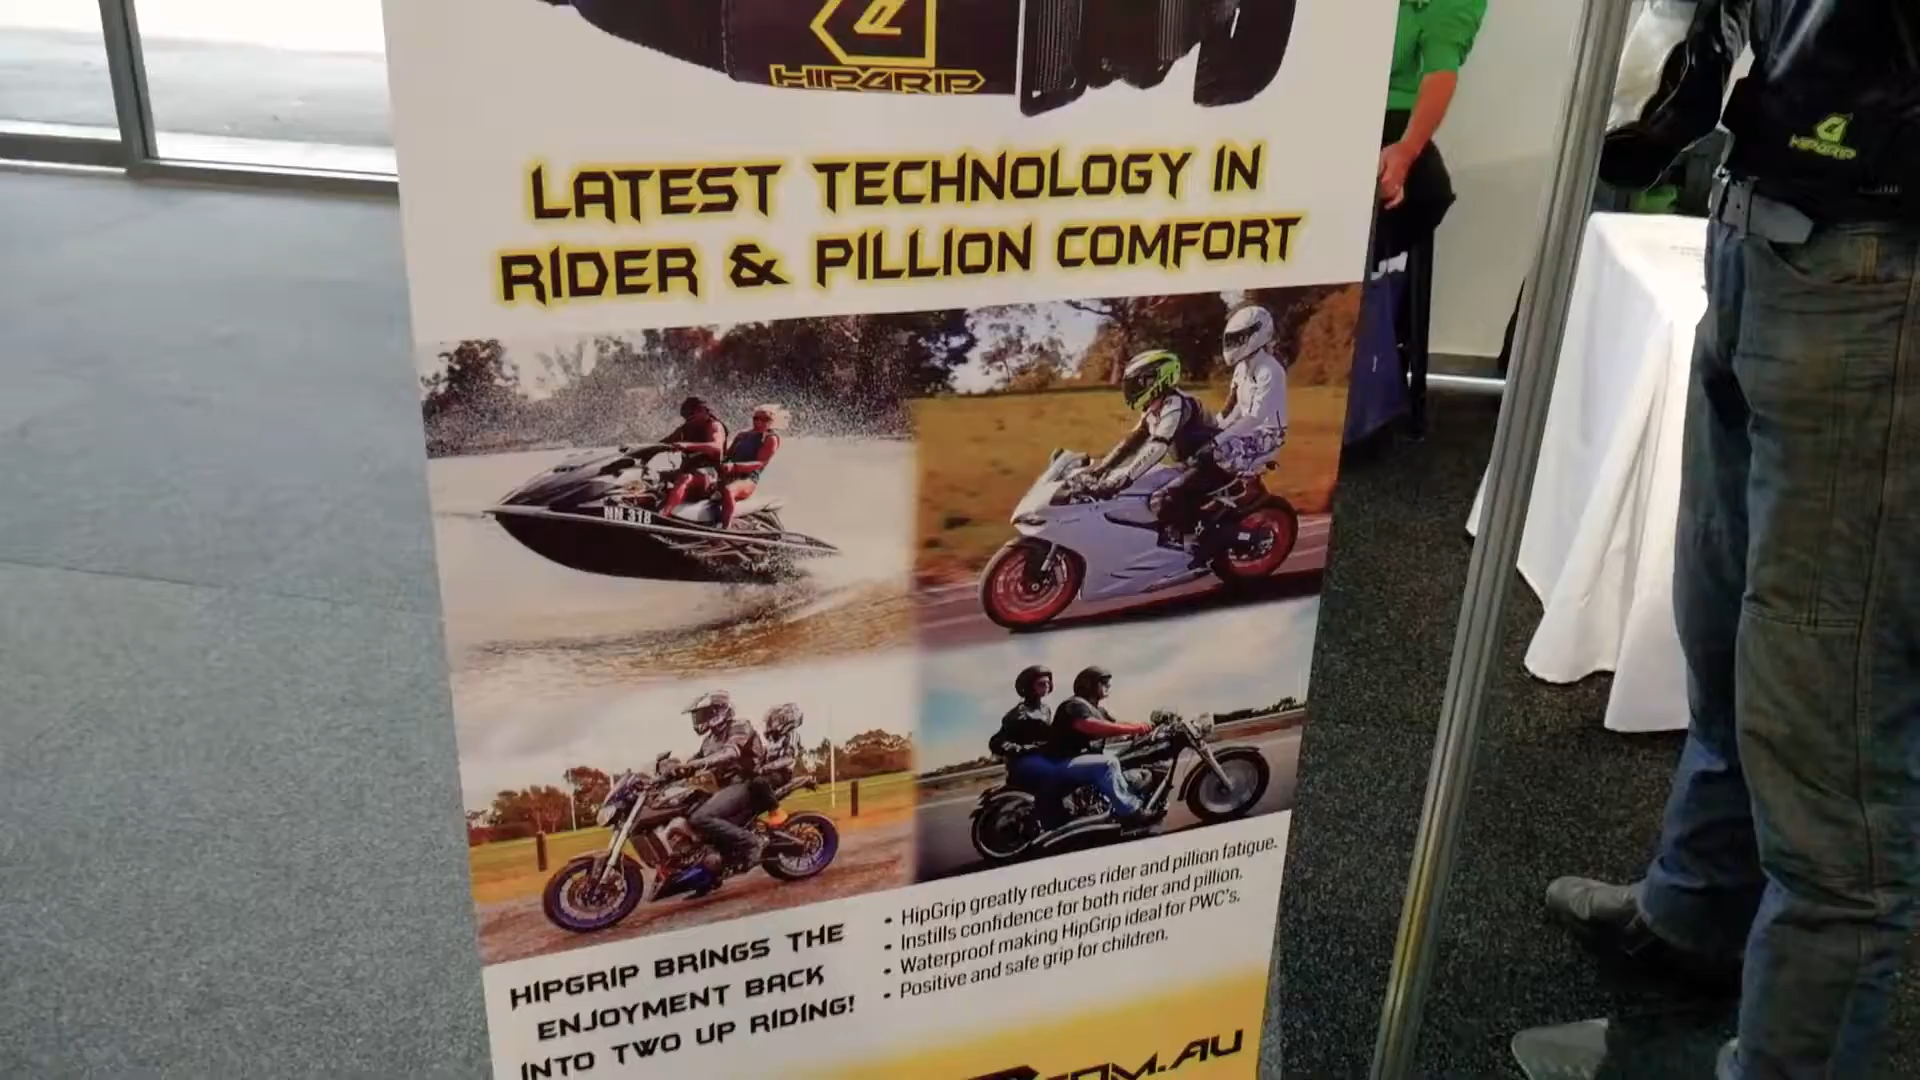 HIPGRIP
LATEST TECHNOLOGY IN
RIDER & PILLION COMFORT
NN 318
HIPGRIP BRINGS THE
ENJOYMENT BACK
INTO TWO UP RIDING!
• HipGrip greatly reduces rider and pillion fatigue.
• Instills confidence for both rider and pillion.
• Waterproof making HipGrip ideal for PWC's.
• Positive and safe grip for children.
.COM.AU
HIPGRIP